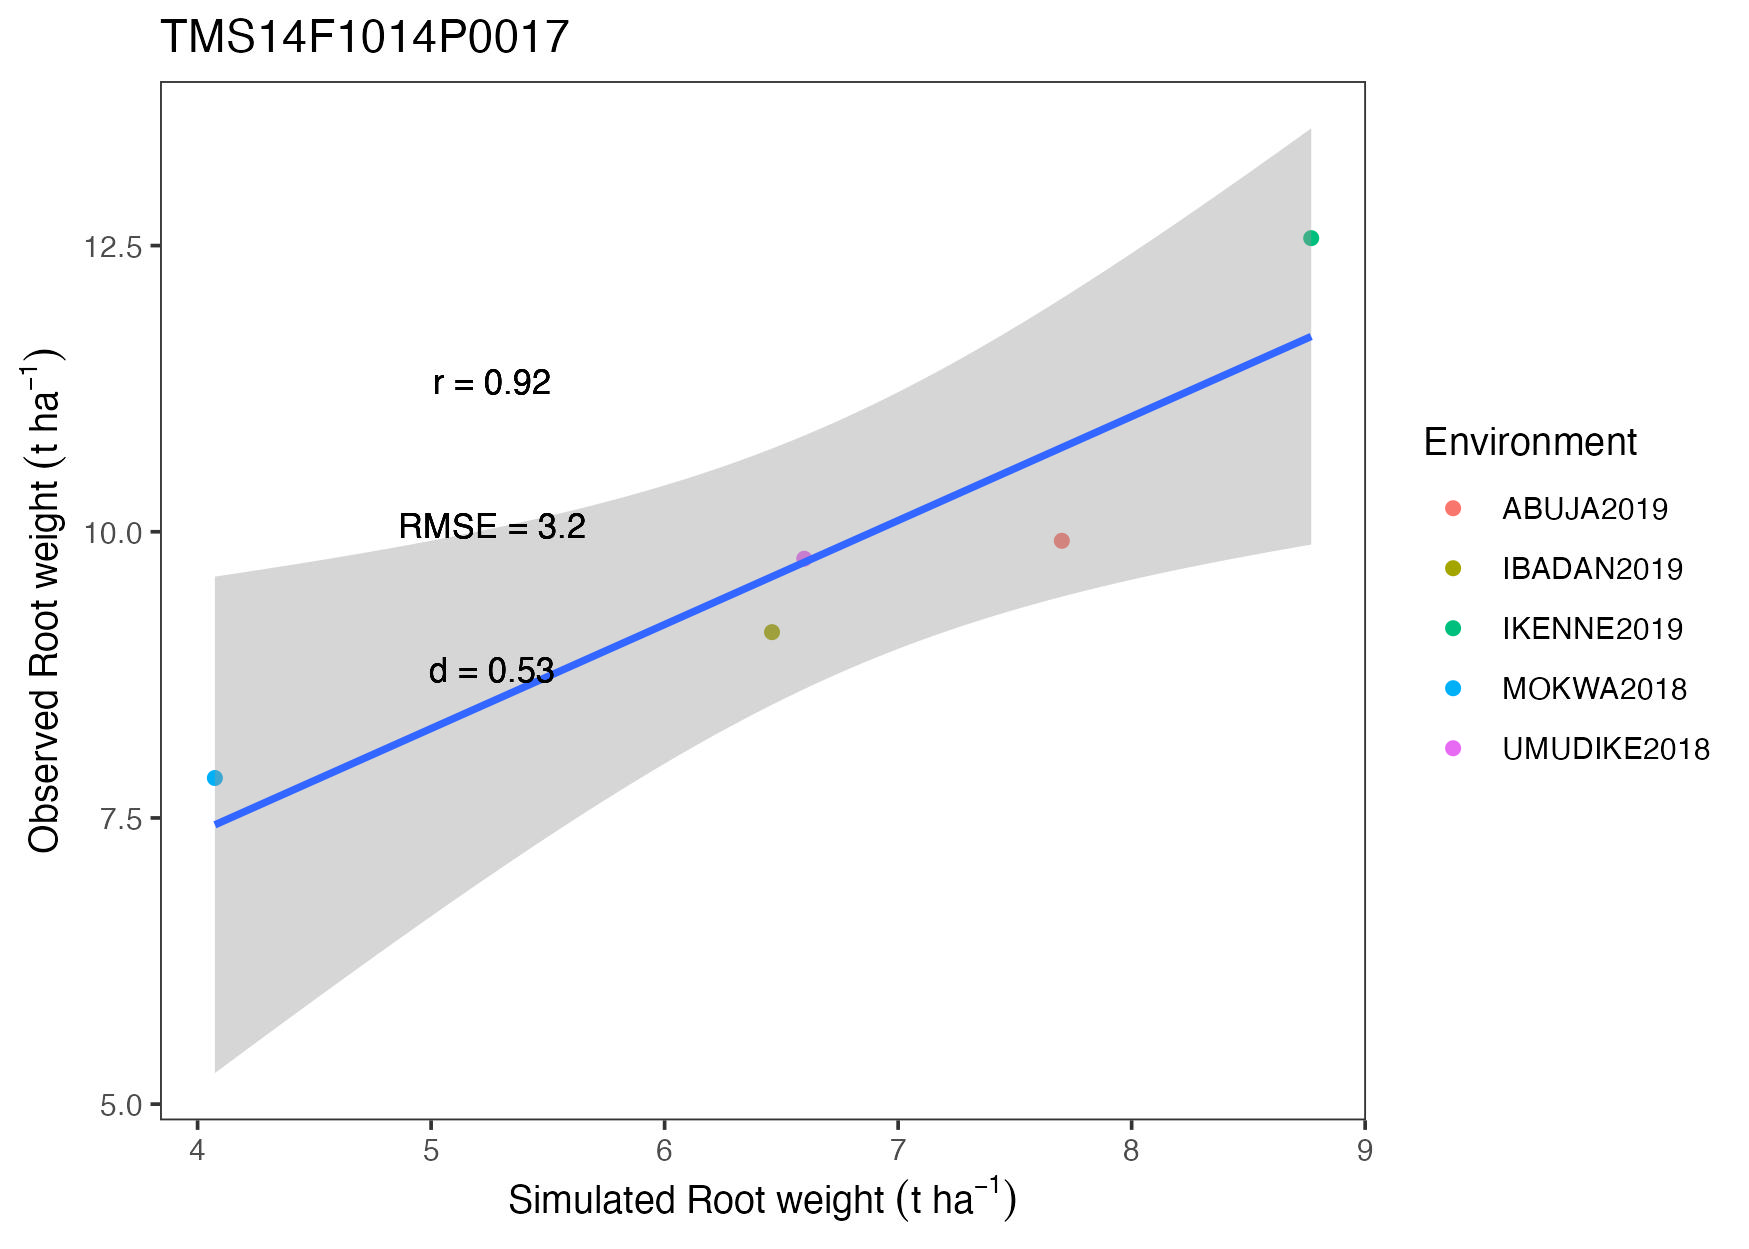 TMS14F1014P0017
Observed Root weight (t ha⁻¹)
12.5
10.0
7.5
5.0
r = 0.92
RMSE = 3.2
d = 0.53
4 5 6 7 8 9
Simulated Root weight (t ha⁻¹)
Environment
ABUJA2019
IBADAN2019
IKENNE2019
MOKWA2018
UMUDIKE2018